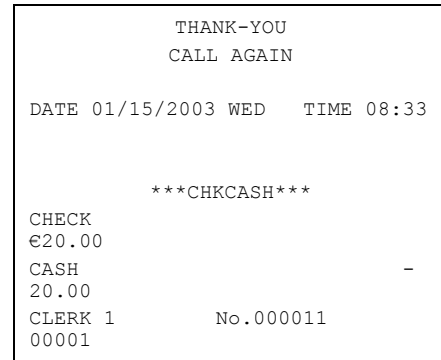 THANK-YOU
CALL AGAIN
DATE 01/15/2003 WED TIME 08:33
***CHKCASH***
CHECK
€20.00
CASH -
20.00
CLERK 1 No.000011
00001